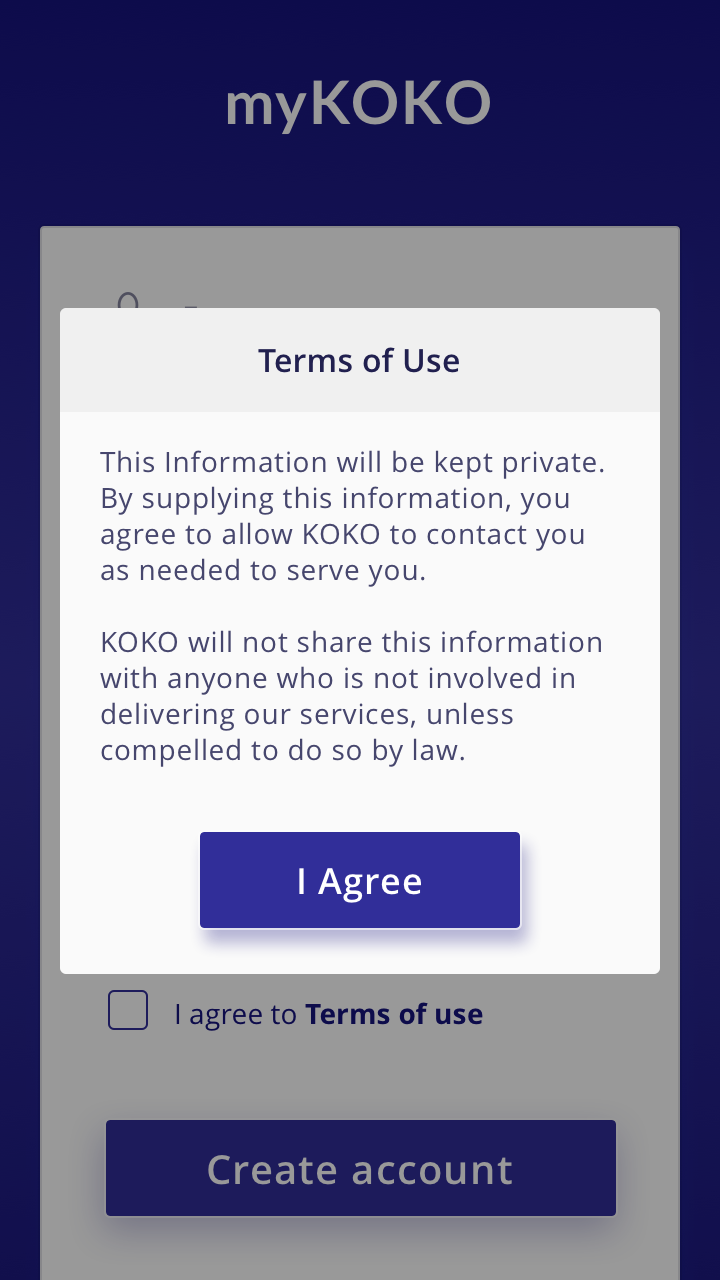 myKOKO
Terms of Use
This Information will be kept private.
By supplying this information, you
agree to allow KOKO to contact you
as needed to serve you.
KOKO will not share this information
with anyone who is not involved in
delivering our services, unless
compelled to do so by law.
I Agree
I agree to Terms of use
Create account